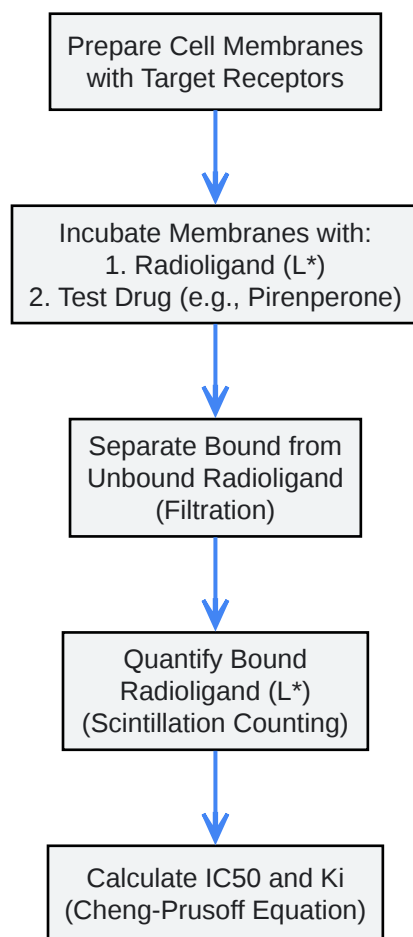 Prepare Cell Membranes
with Target Receptors
Incubate Membranes with:
1. Radioligand (L*)
2. Test Drug (e.g., Pirenperone)
Separate Bound from
Unbound Radioligand
(Filtration)
Quantify Bound
Radioligand (L*)
(Scintillation Counting)
Calculate IC50 and Ki
(Cheng-Prusoff Equation)